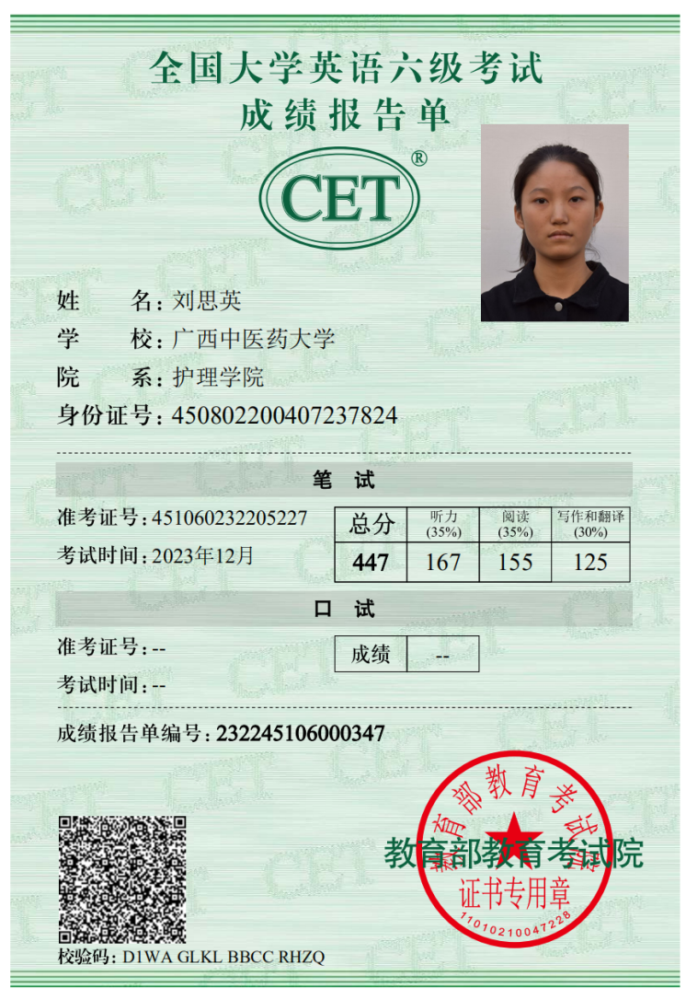 全国大学英语六级考试
成绩报告单
CET®
姓 名：刘思英
学 校：广西中医药大学
院 系：护理学院
身份证号：450802200407237824
笔 试
准考证号：451060232205227
考试时间：2023年12月
总分 听力(35%) 阅读(35%) 写作和翻译(30%)
447 167 155 125
口 试
准考证号：--
考试时间：--
成绩 --
成绩报告单编号：232245106000347
教育部教育考试院
教育部教育考试院
证书专用章
11010210047228
校验码：D1WA GLKL BBCC RHZQ